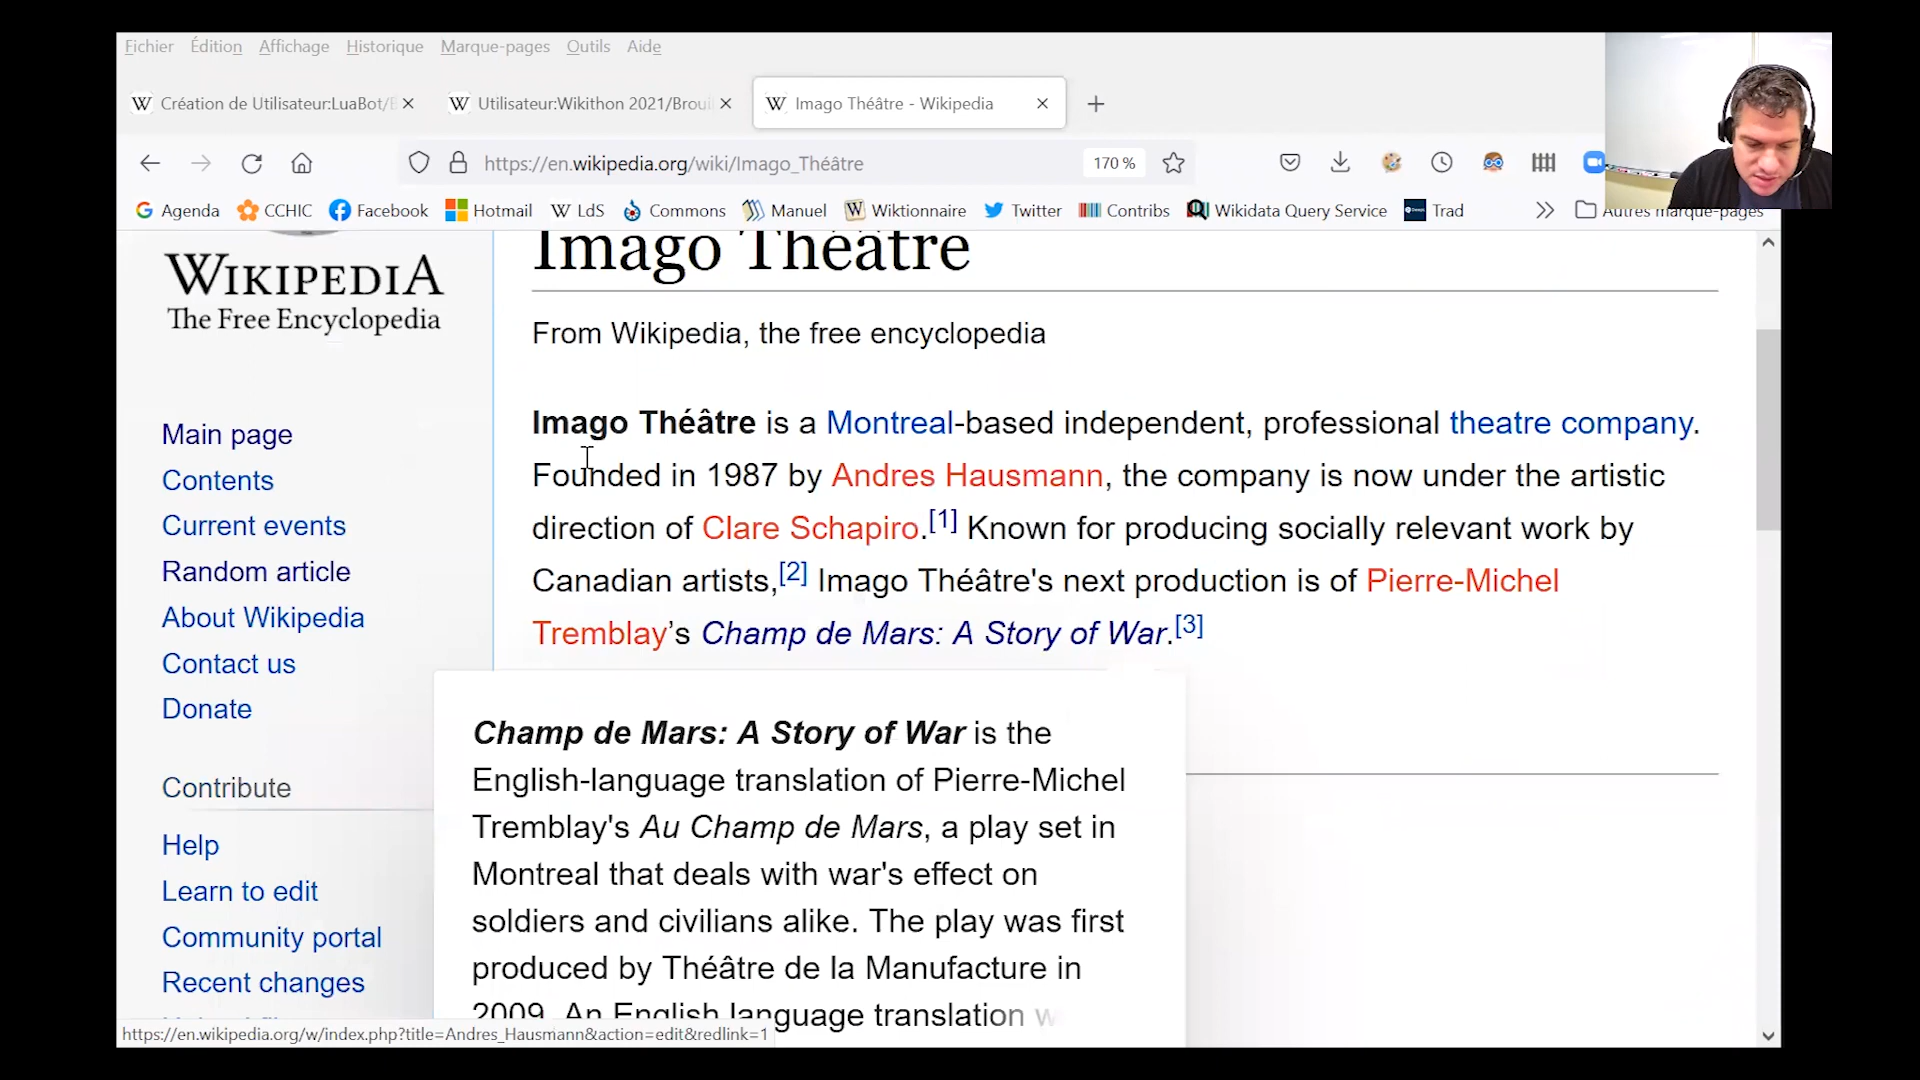 Fichier Édition Affichage Historique Marque-pages Outils Aide
Création de Utilisateur:LuaBot/
Utilisateur:Wikithon 2021/Broui
Imago Théâtre - Wikipedia
https://en.wikipedia.org/wiki/Imago_Théâtre
170 %
Agenda CCHIC Facebook Hotmail LdS Commons Manuel Wiktionnaire Twitter Contribs Wikidata Query Service Trad Autres marque-pages
WIKIPEDIA
The Free Encyclopedia
Main page
Contents
Current events
Random article
About Wikipedia
Contact us
Donate
Contribute
Help
Learn to edit
Community portal
Recent changes
Imago Théâtre
From Wikipedia, the free encyclopedia
Imago Théâtre is a Montreal-based independent, professional theatre company.
Founded in 1987 by Andres Hausmann, the company is now under the artistic
direction of Clare Schapiro.[1] Known for producing socially relevant work by
Canadian artists,[2] Imago Théâtre's next production is of Pierre-Michel
Tremblay’s Champ de Mars: A Story of War.[3]
Champ de Mars: A Story of War is the
English-language translation of Pierre-Michel
Tremblay's Au Champ de Mars, a play set in
Montreal that deals with war's effect on
soldiers and civilians alike. The play was first
produced by Théâtre de la Manufacture in
2009. An English language translation w
https://en.wikipedia.org/w/index.php?title=Andres_Hausmann&action=edit&redlink=1